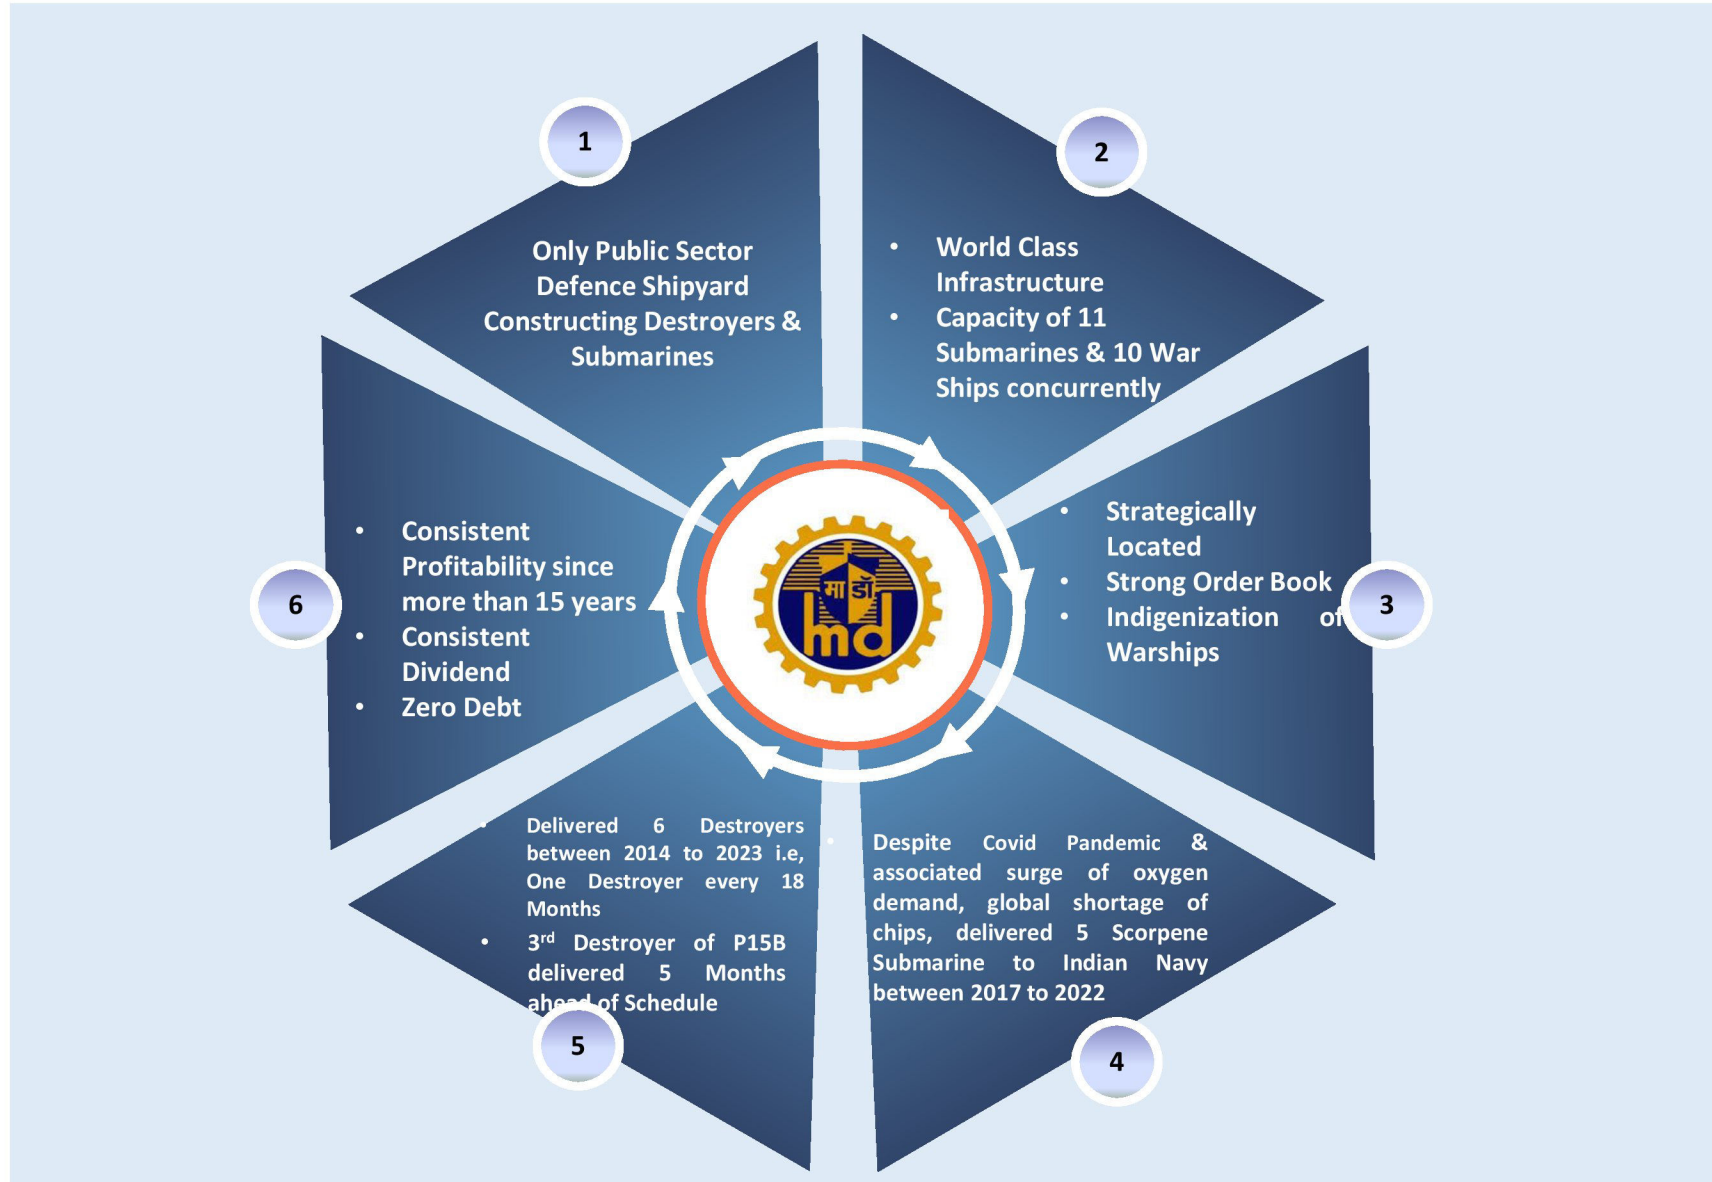 1
Only Public Sector
Defence Shipyard
Constructing Destroyers &
Submarines
2
• World Class
Infrastructure
• Capacity of 11
Submarines & 10 War
Ships concurrently
3
• Strategically
Located
• Strong Order Book
• Indigenization of
Warships
4
• Despite Covid Pandemic &
associated surge of oxygen
demand, global shortage of
chips, delivered 5 Scorpene
Submarine to Indian Navy
between 2017 to 2022
5
• Delivered 6 Destroyers
between 2014 to 2023 i.e,
One Destroyer every 18
Months
• 3rd Destroyer of P15B
delivered 5 Months
ahead of Schedule
6
• Consistent
Profitability since
more than 15 years
• Consistent
Dividend
• Zero Debt
मा डॉ
md